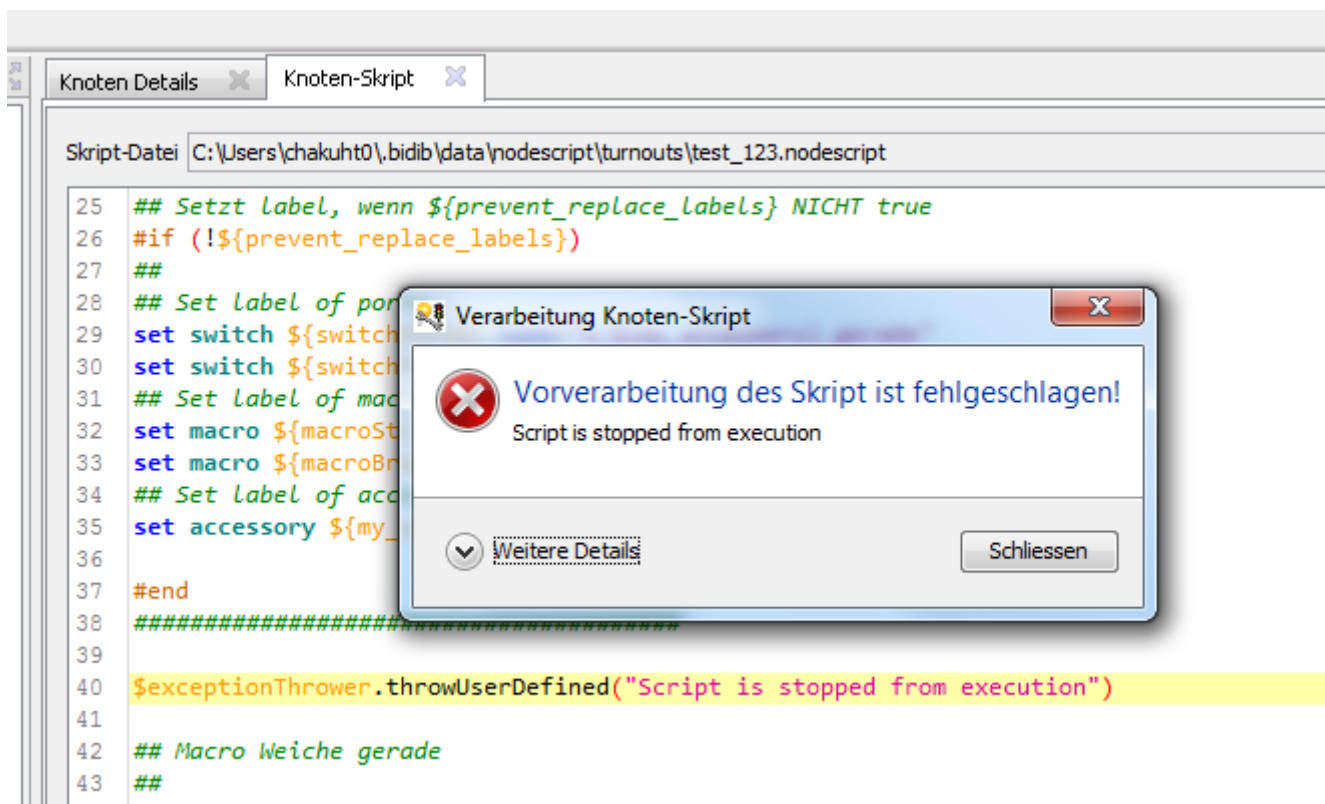 Knoten Details
Knoten-Skript
Skript-Datei C:\Users\chakuht0\.bidib\data\nodescript\turnouts\test_123.nodescript
25 ## Setzt label, wenn ${prevent_replace_labels} NICHT true
26 #if (!${prevent_replace_labels})
27 ##
28 ## Set label of por
29 set switch ${switch
30 set switch ${switch
31 ## Set label of mac
32 set macro ${macroSt
33 set macro ${macroBr
34 ## Set label of acc
35 set accessory ${my_
36
37 #end
38 #######################################
39
40 $exceptionThrower.throwUserDefined("Script is stopped from execution")
41
42 ## Macro Weiche gerade
43 ##
Verarbeitung Knoten-Skript
Vorverarbeitung des Skript ist fehlgeschlagen!
Script is stopped from execution
Weitere Details
Schliessen